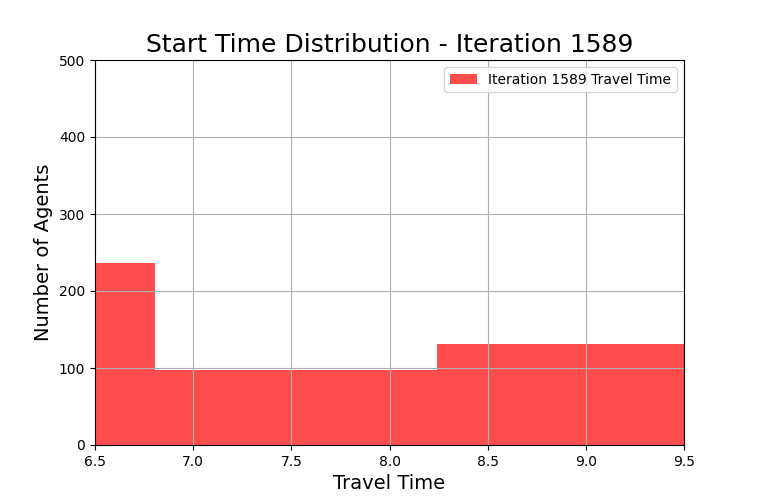 Start Time Distribution - Iteration 1589
Iteration 1589 Travel Time
Number of Agents
500
400
300
200
100
0
6.5 7.0 7.5 8.0 8.5 9.0 9.5
Travel Time